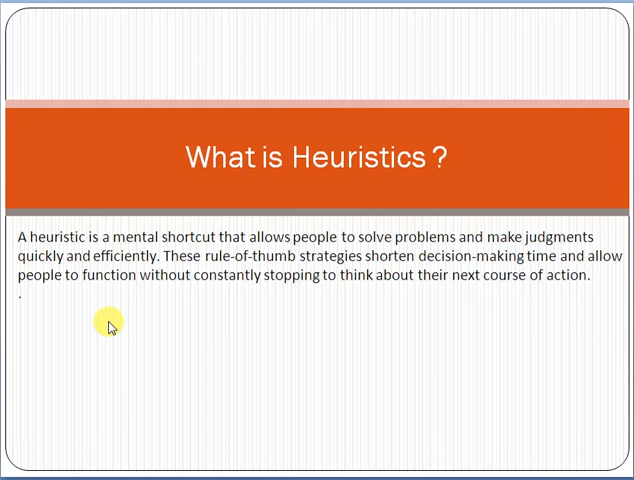 What is Heuristics ?
A heuristic is a mental shortcut that allows people to solve problems and make judgments
quickly and efficiently. These rule-of-thumb strategies shorten decision-making time and allow
people to function without constantly stopping to think about their next course of action.
.